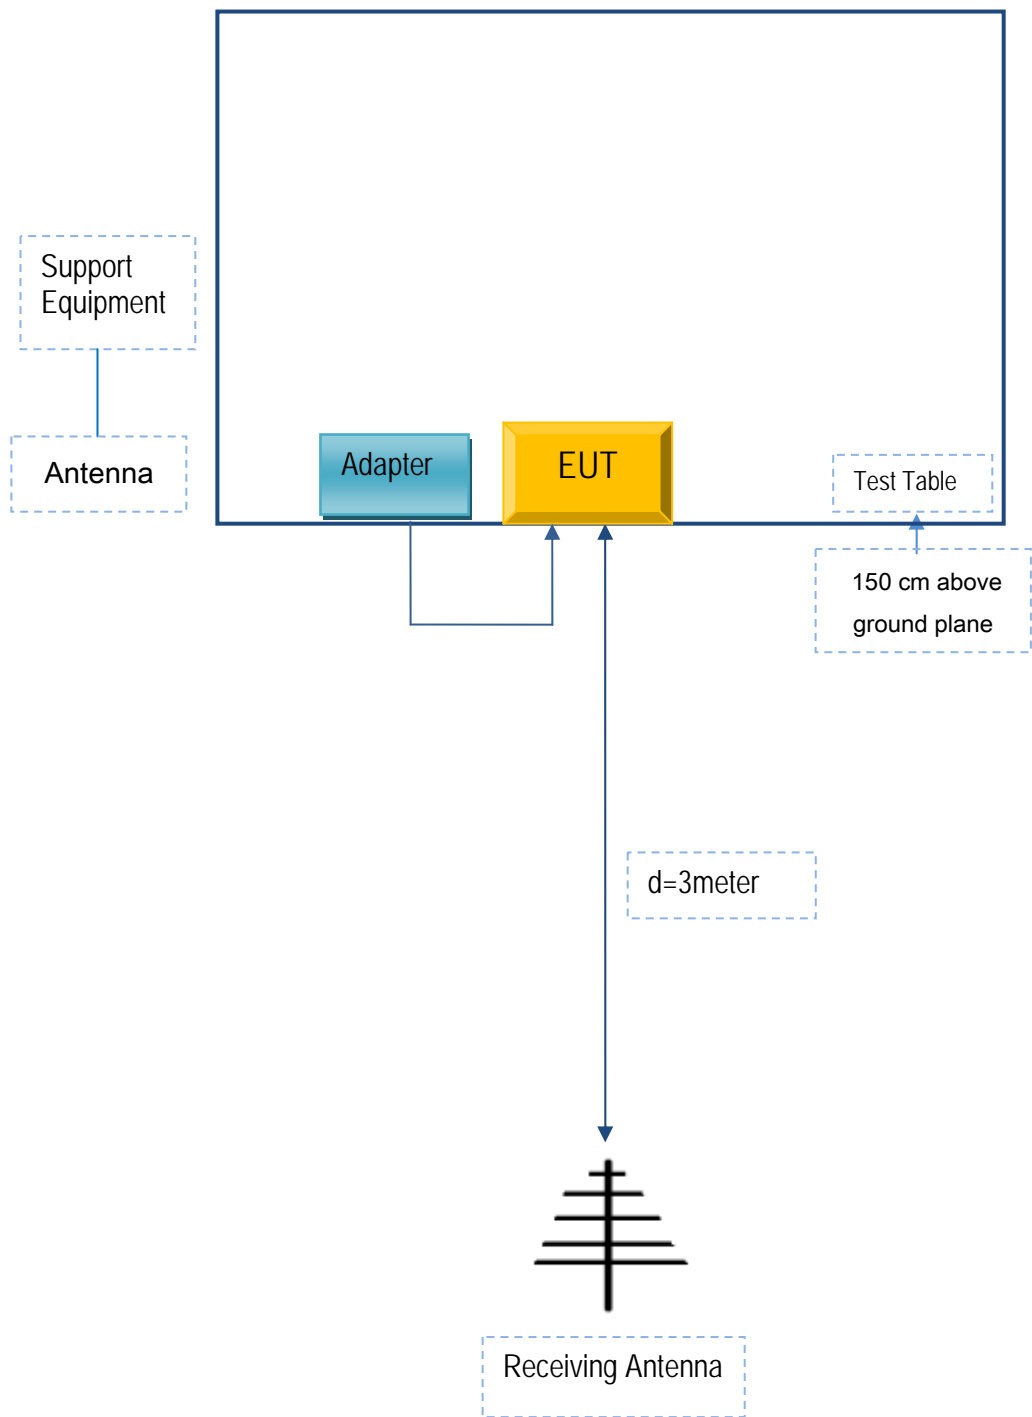 Support
Equipment
Antenna
Adapter
EUT
Test Table
150 cm above
ground plane
d=3meter
Receiving Antenna